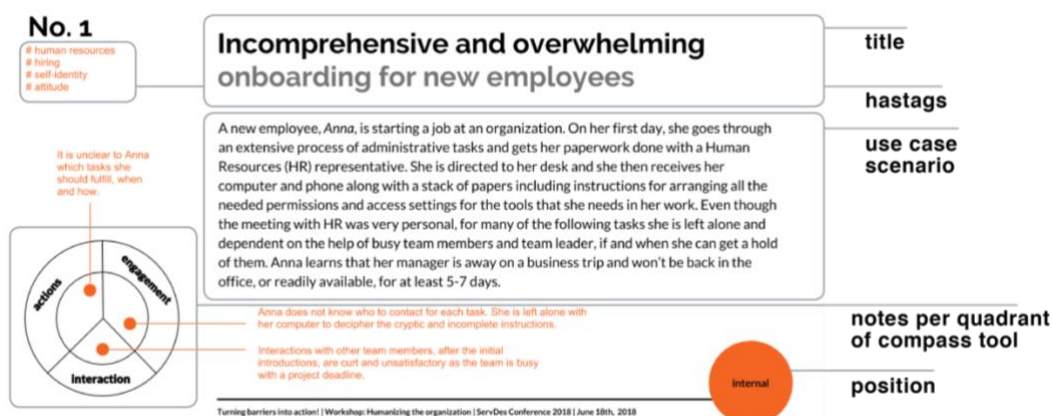 No. 1
# human resources
# hiring
# self-identity
# attitude
Incomprehensive and overwhelming
onboarding for new employees
title
hastags
A new employee, Anna, is starting a job at an organization. On her first day, she goes through
an extensive process of administrative tasks and gets her paperwork done with a Human
Resources (HR) representative. She is directed to her desk and she then receives her
computer and phone along with a stack of papers including instructions for arranging all the
needed permissions and access settings for the tools that she needs in her work. Even though
the meeting with HR was very personal, for many of the following tasks she is left alone and
dependent on the help of busy team members and team leader, if and when she can get a hold
of them. Anna learns that her manager is away on a business trip and won't be back in the
office, or readily available, for at least 5-7 days.
use case
scenario
It is unclear to Anna
which tasks she
should fulfill, when
and how.
actions
engagement
interaction
Anna does not know who to contact for each task. She is left alone with
her computer to decipher the cryptic and incomplete instructions.
Interactions with other team members, after the initial
introductions, are curt and unsatisfactory as the team is busy
with a project deadline.
notes per quadrant
of compass tool
internal
position
Turning barriers into action! | Workshop: Humanizing the organization | ServDes Conference 2018 | June 18th, 2018